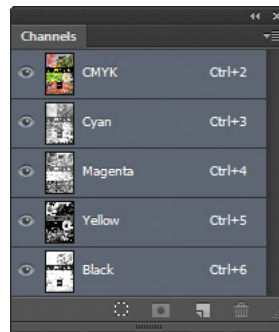 Channels
CMYK Ctrl+2
Cyan Ctrl+3
Magenta Ctrl+4
Yellow Ctrl+5
Black Ctrl+6